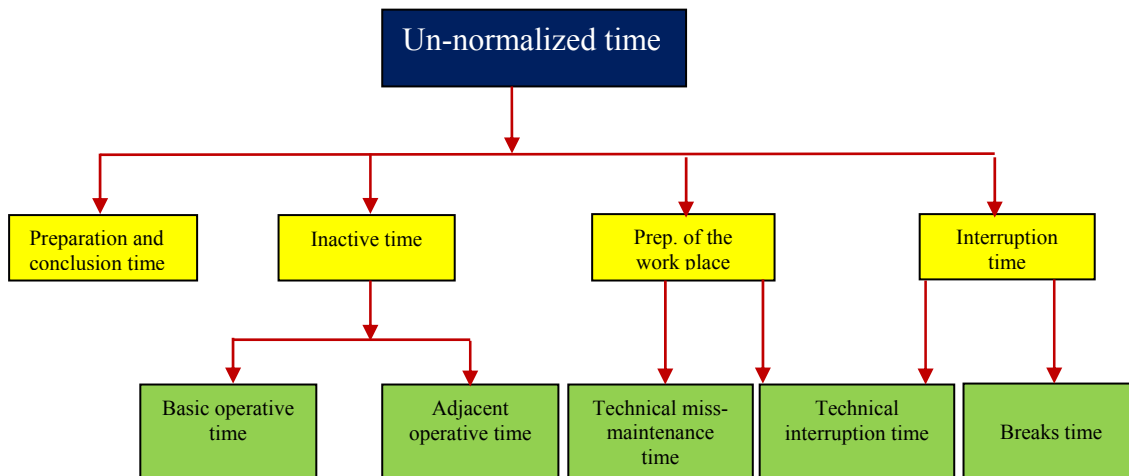 Un-normalized time
Preparation and
conclusion time
Inactive time
Prep. of the
work place
Interruption
time
Basic operative
time
Adjacent
operative time
Technical miss-
maintenance
time
Technical
interruption time
Breaks time